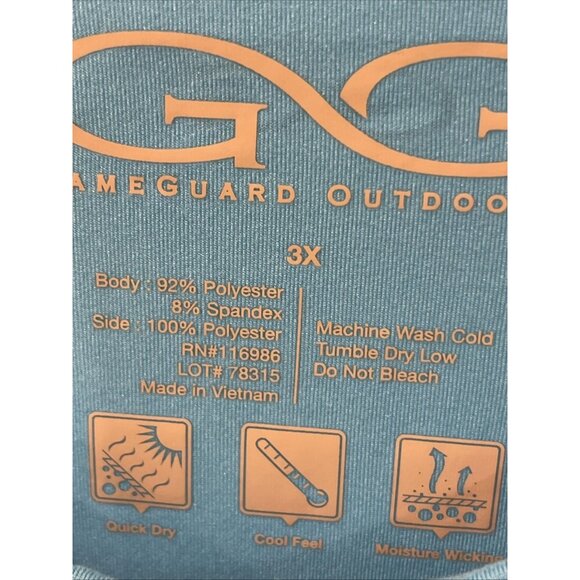 GG
AMEGUARD OUTDOO
3X
Body : 92% Polyester
8% Spandex
Side : 100% Polyester
RN#116986
LOT# 78315
Made in Vietnam
Machine Wash Cold
Tumble Dry Low
Do Not Bleach
Quick Dry
Cool Feel
Moisture Wicking